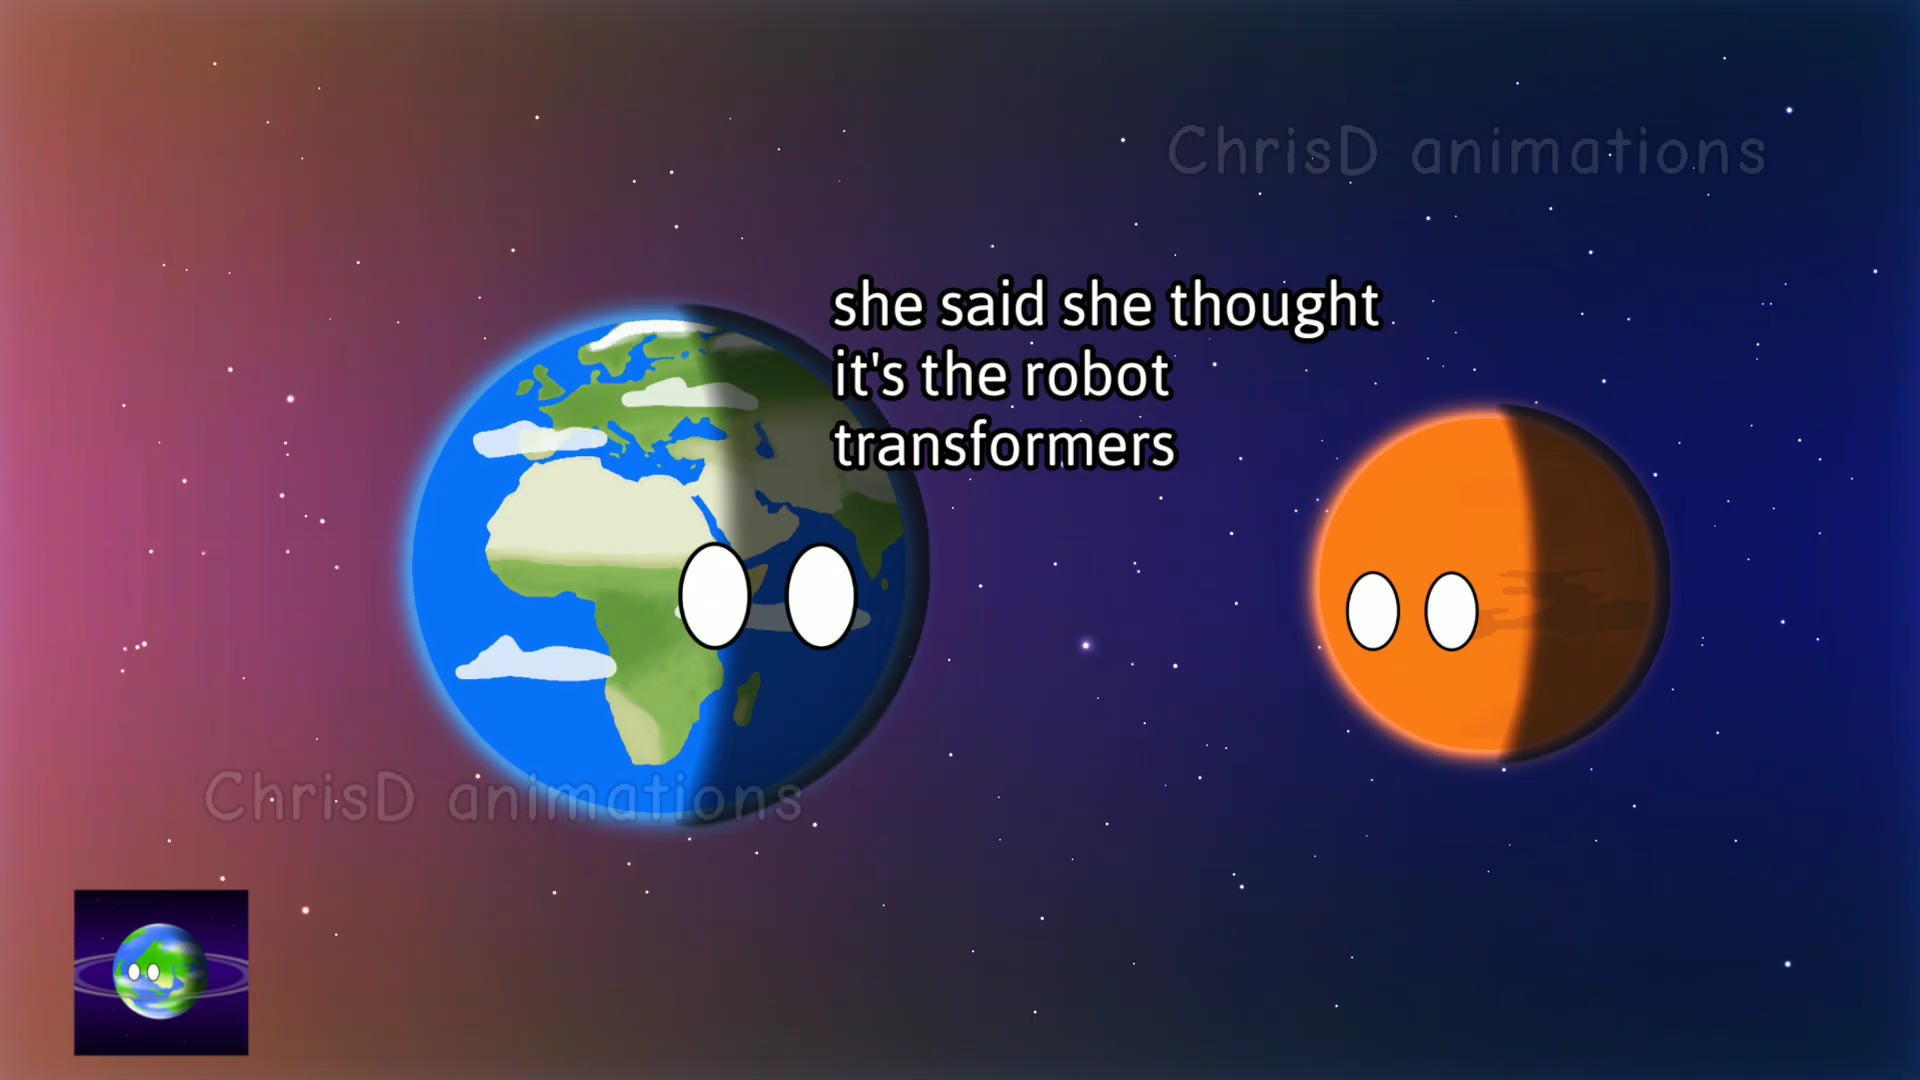 ChrisD animations
she said she thought
it's the robot
transformers
ChrisD animations